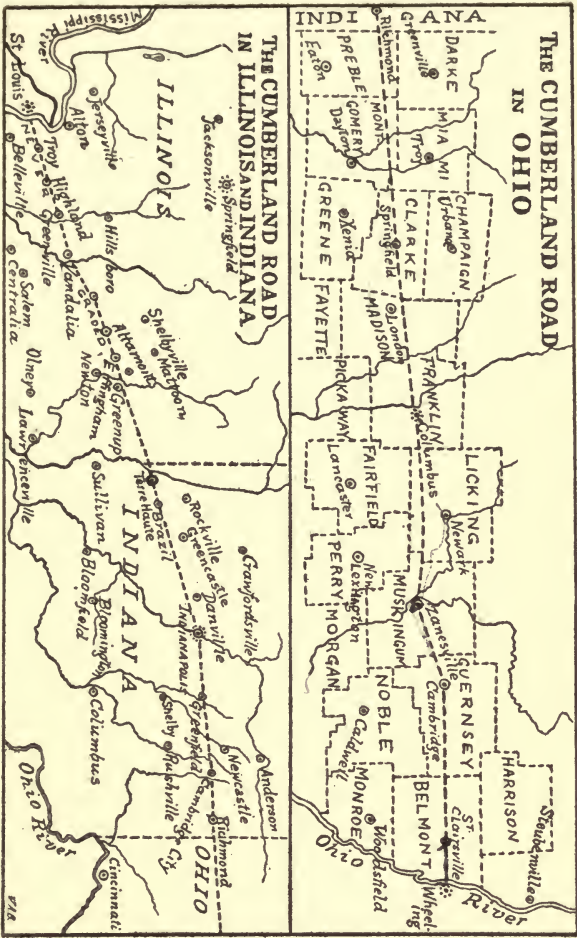 THE CUMBERLAND ROAD
IN OHIO
INDIANA
Richmond
Greenville
DARKE
PREBLE
Eaton
MIAMI
Troy
MONT-
GOMERY
Dayton
CHAMPAIGN
Urbana
CLARKE
Springfield
GREENE
Xenia
London
MADISON
FAYETTE
FRANKLIN
Columbus
PICKAWAY
LICKING
Newark
FAIRFIELD
Lancaster
PERRY
New
Lexington
MUSKINGUM
Zanesville
MORGAN
GUERNSEY
Cambridge
NOBLE
Caldwell
HARRISON
BELMONT
ST.
Clairsville
MONROE
Woodsfield
Steubenville
Wheel-
ing
Ohio River
THE CUMBERLAND ROAD
IN ILLINOIS AND INDIANA
Mississippi
River
St Louis
Alton
Jerseyville
ILLINOIS
Jacksonville
Springfield
Troy
Highland
Belleville
Greenville
Hillsboro
Vandalia
Centralia
Salem
Shelbyville
Mattoon
Altamont
Effingham
Greenup
Newton
Olney
Lawrenceville
Terre Haute
Brazil
Sullivan
INDIANA
Rockville
Greencastle
Danville
Crawfordsville
INDIANAPOLIS
Bloomfield
Bloomington
Columbus
Greenfield
Shelby
Rushville
Newcastle
Anderson
Cambridge
Cy.
Richmond
OHIO
Cincinnati
Ohio River